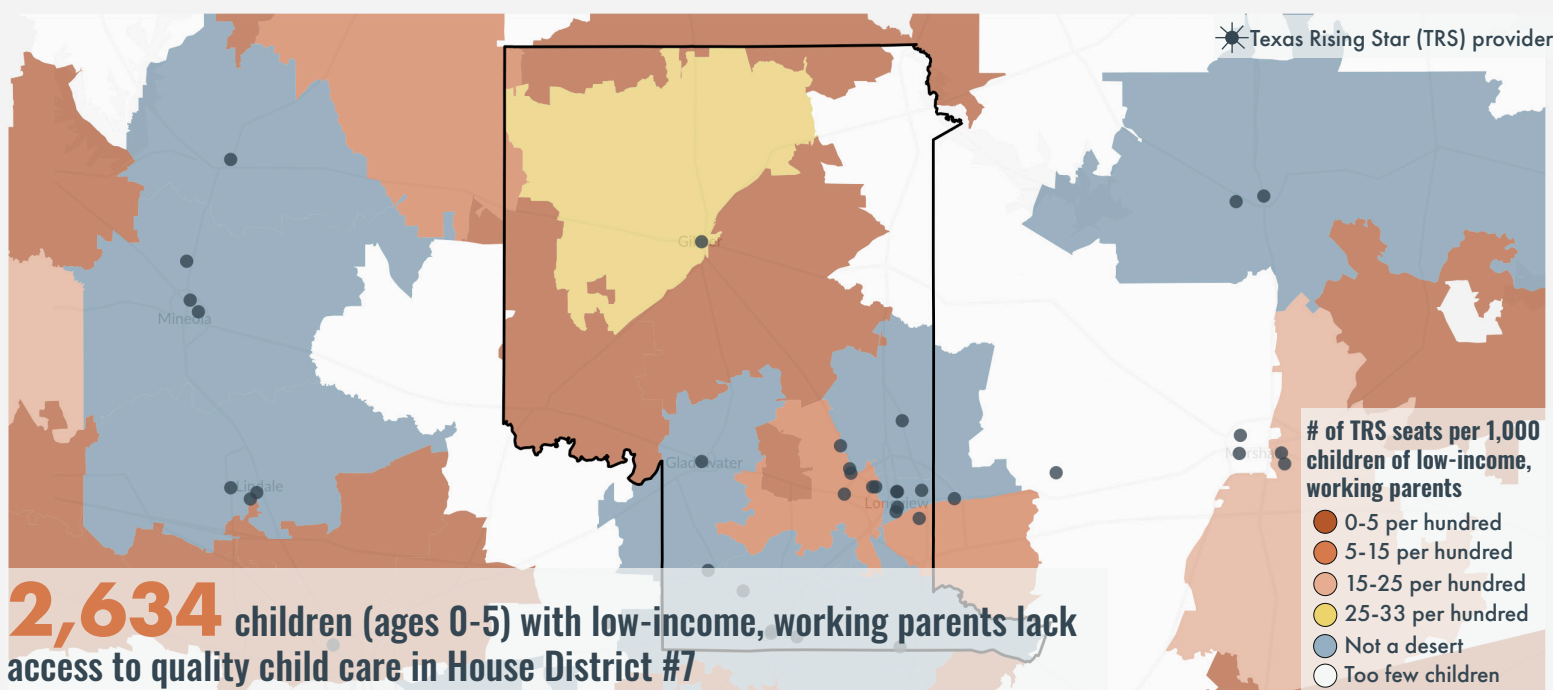 Texas Rising Star (TRS) provider
Gilmer
Mineola
Gladewater
Lindale
Longview
Marshall
# of TRS seats per 1,000
children of low-income,
working parents
0-5 per hundred
5-15 per hundred
15-25 per hundred
25-33 per hundred
Not a desert
Too few children
2,634 children (ages 0-5) with low-income, working parents lack
access to quality child care in House District #7